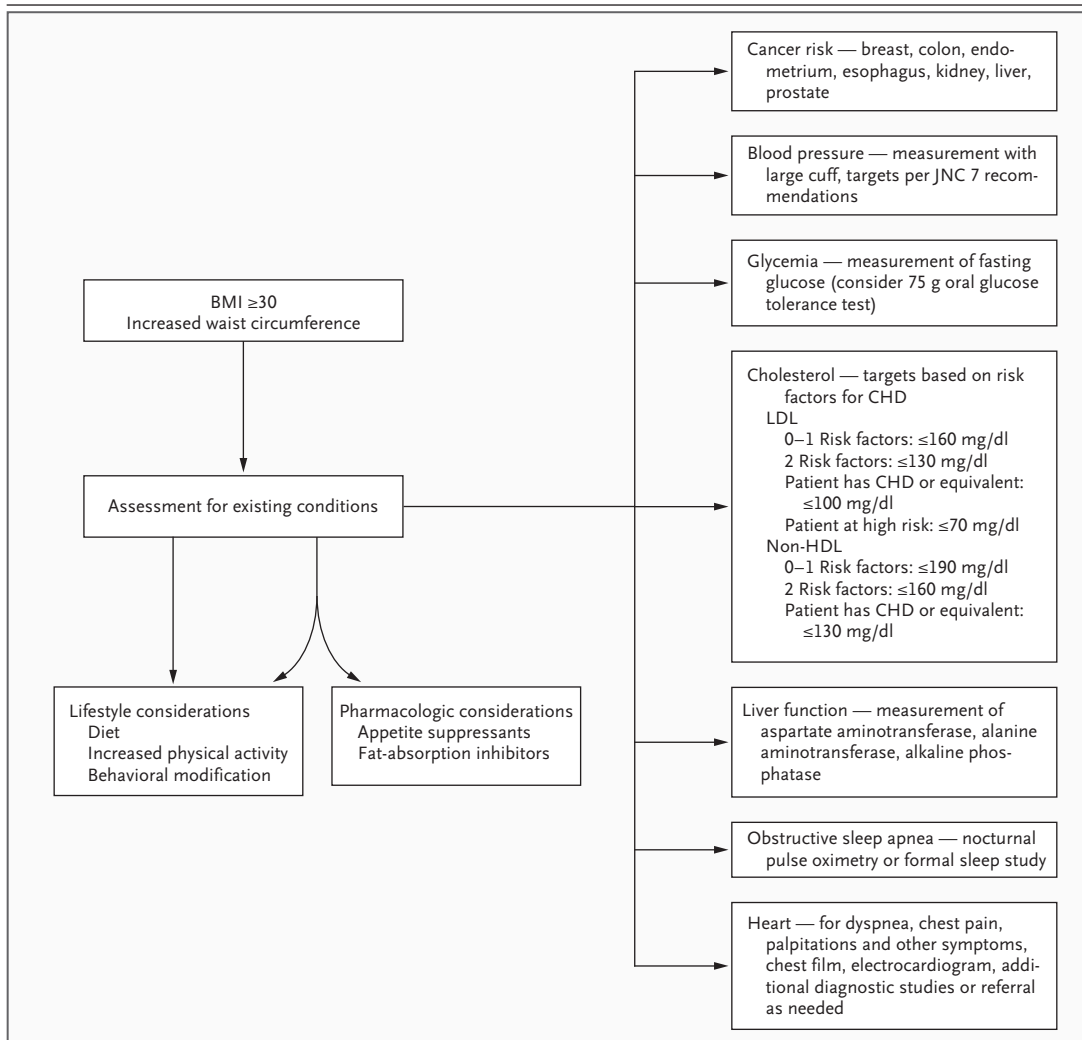 BMI ≥30
Increased waist circumference
Assessment for existing conditions
Lifestyle considerations
Diet
Increased physical activity
Behavioral modification
Pharmacologic considerations
Appetite suppressants
Fat-absorption inhibitors
Cancer risk — breast, colon, endo-
metrium, esophagus, kidney, liver,
prostate
Blood pressure — measurement with
large cuff, targets per JNC 7 recom-
mendations
Glycemia — measurement of fasting
glucose (consider 75 g oral glucose
tolerance test)
Cholesterol — targets based on risk
factors for CHD
LDL
0–1 Risk factors: ≤160 mg/dl
2 Risk factors: ≤130 mg/dl
Patient has CHD or equivalent:
≤100 mg/dl
Patient at high risk: ≤70 mg/dl
Non-HDL
0–1 Risk factors: ≤190 mg/dl
2 Risk factors: ≤160 mg/dl
Patient has CHD or equivalent:
≤130 mg/dl
Liver function — measurement of
aspartate aminotransferase, alanine
aminotransferase, alkaline phos-
phatase
Obstructive sleep apnea — nocturnal
pulse oximetry or formal sleep study
Heart — for dyspnea, chest pain,
palpitations and other symptoms,
chest film, electrocardiogram, addi-
tional diagnostic studies or referral
as needed